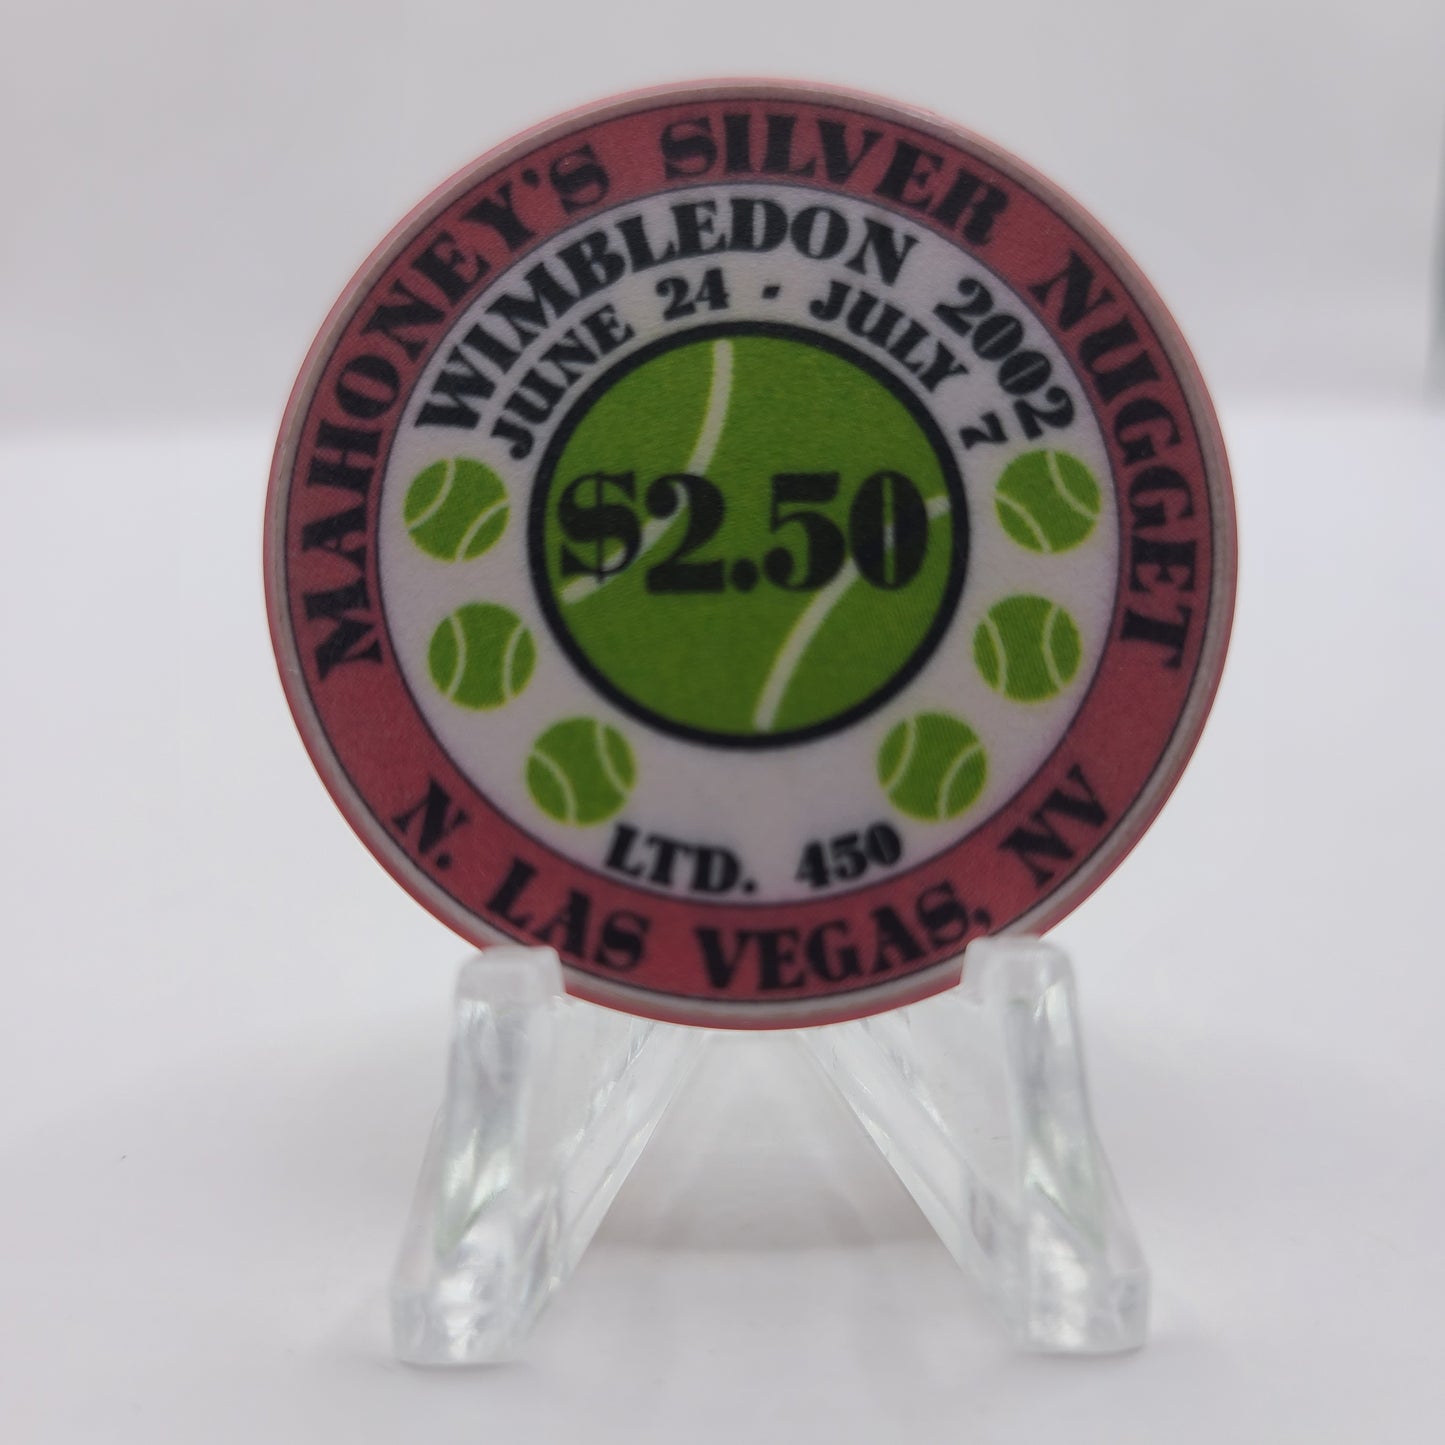 MAHONEY'S SILVER NUGGET
WIMBLEDON 2002
JUNE 24 - JULY 7
$2.50
LTD. 450
N. LAS VEGAS, NV